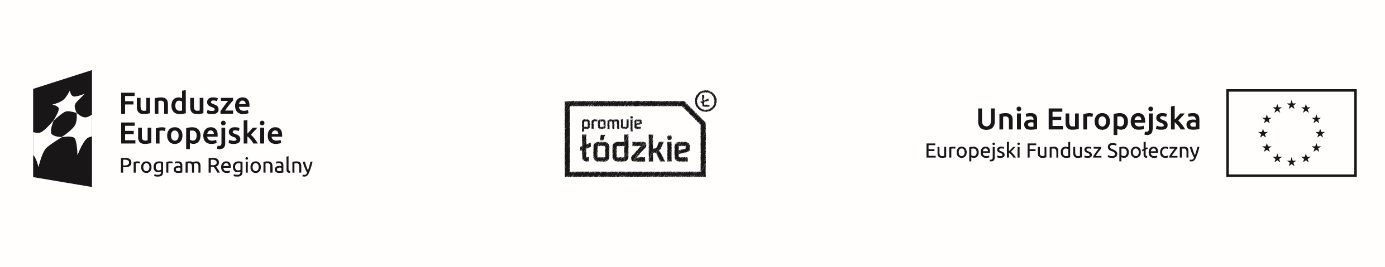 Fundusze
Europejskie
Program Regionalny
promuje
łódzkie
Ł
Unia Europejska
Europejski Fundusz Społeczny